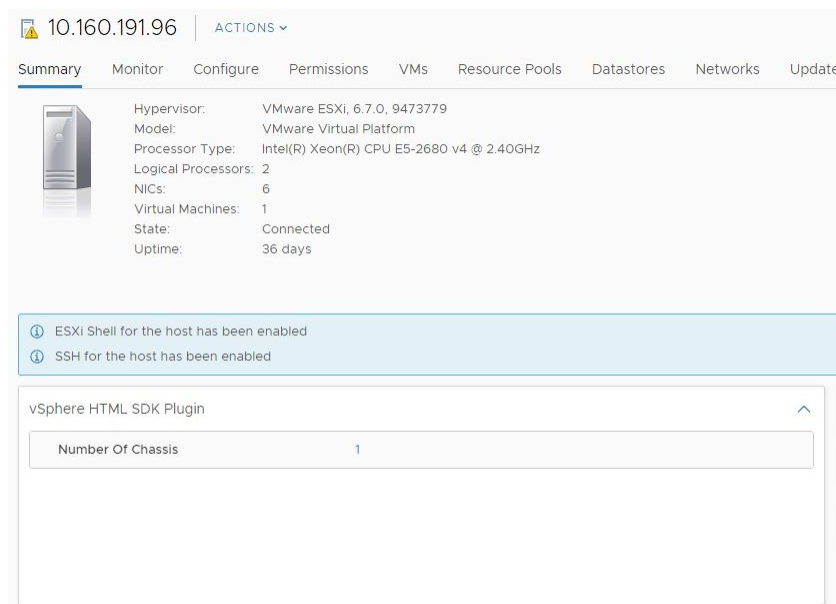 10.160.191.96 ACTIONS
Summary Monitor Configure Permissions VMs Resource Pools Datastores Networks Update
Hypervisor: VMware ESXi, 6.7.0, 9473779
Model: VMware Virtual Platform
Processor Type: Intel(R) Xeon(R) CPU E5-2680 v4 @ 2.40GHz
Logical Processors: 2
NICs: 6
Virtual Machines: 1
State: Connected
Uptime: 36 days
ESXi Shell for the host has been enabled
SSH for the host has been enabled
vSphere HTML SDK Plugin
Number Of Chassis 1